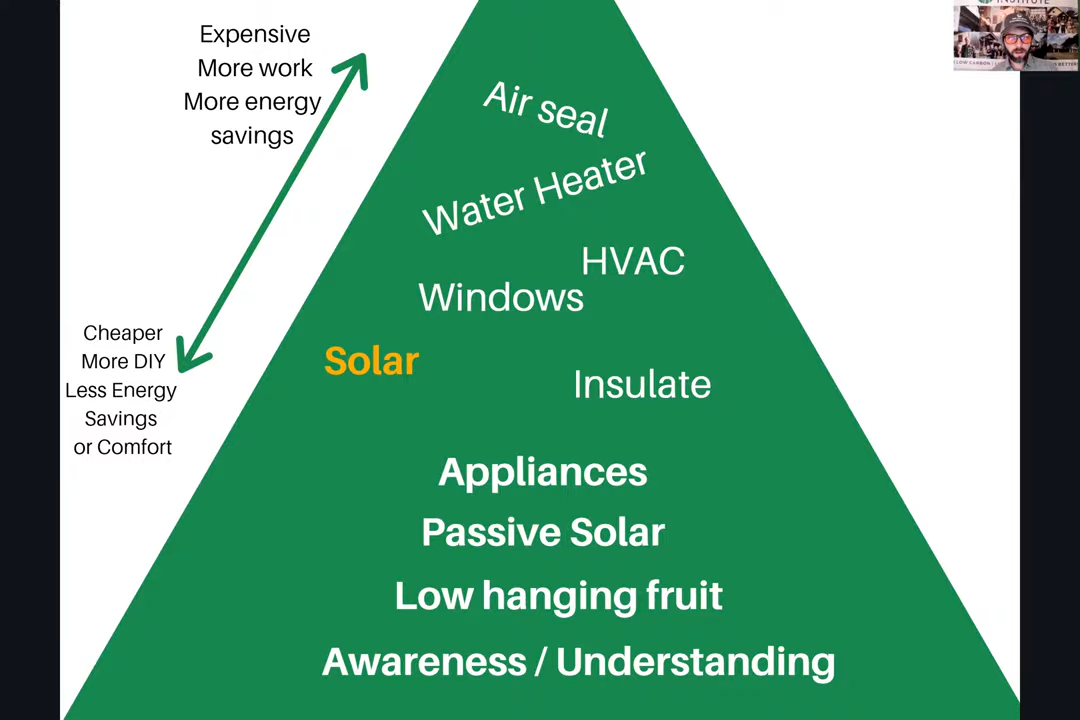 Expensive
More work
More energy
savings
Cheaper
More DIY
Less Energy
Savings
or Comfort
Air seal
Water Heater
HVAC
Windows
Solar
Insulate
Appliances
Passive Solar
Low hanging fruit
Awareness / Understanding
INSTITUTE